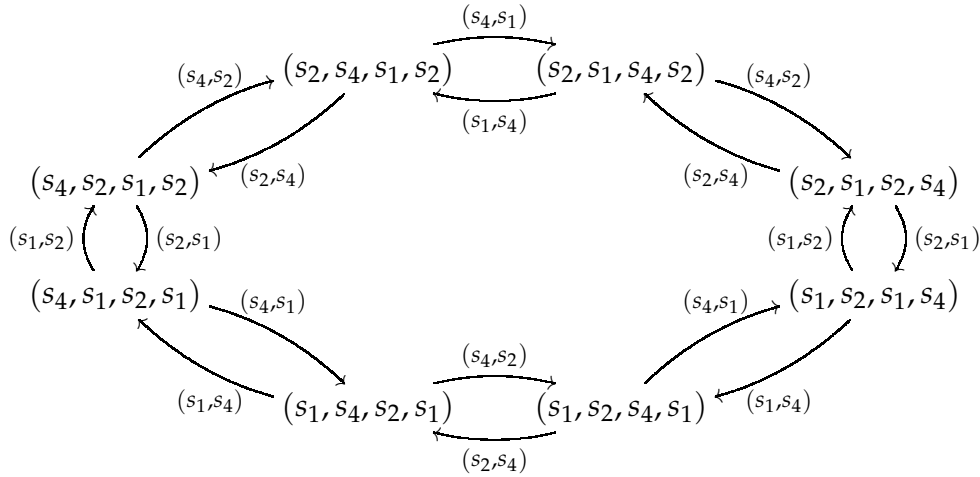 (s₄,s₁)
(s₂, s₄, s₁, s₂) (s₂, s₁, s₄, s₂)
(s₄,s₂) (s₄,s₂)
(s₁,s₄)
(s₂,s₄) (s₂,s₄)
(s₄, s₂, s₁, s₂) (s₂, s₁, s₂, s₄)
(s₁,s₂) (s₂,s₁) (s₁,s₂) (s₂,s₁)
(s₄, s₁, s₂, s₁) (s₁, s₂, s₁, s₄)
(s₄,s₁) (s₄,s₁)
(s₄,s₂)
(s₁,s₄) (s₁,s₄)
(s₁, s₄, s₂, s₁) (s₁, s₂, s₄, s₁)
(s₂,s₄)